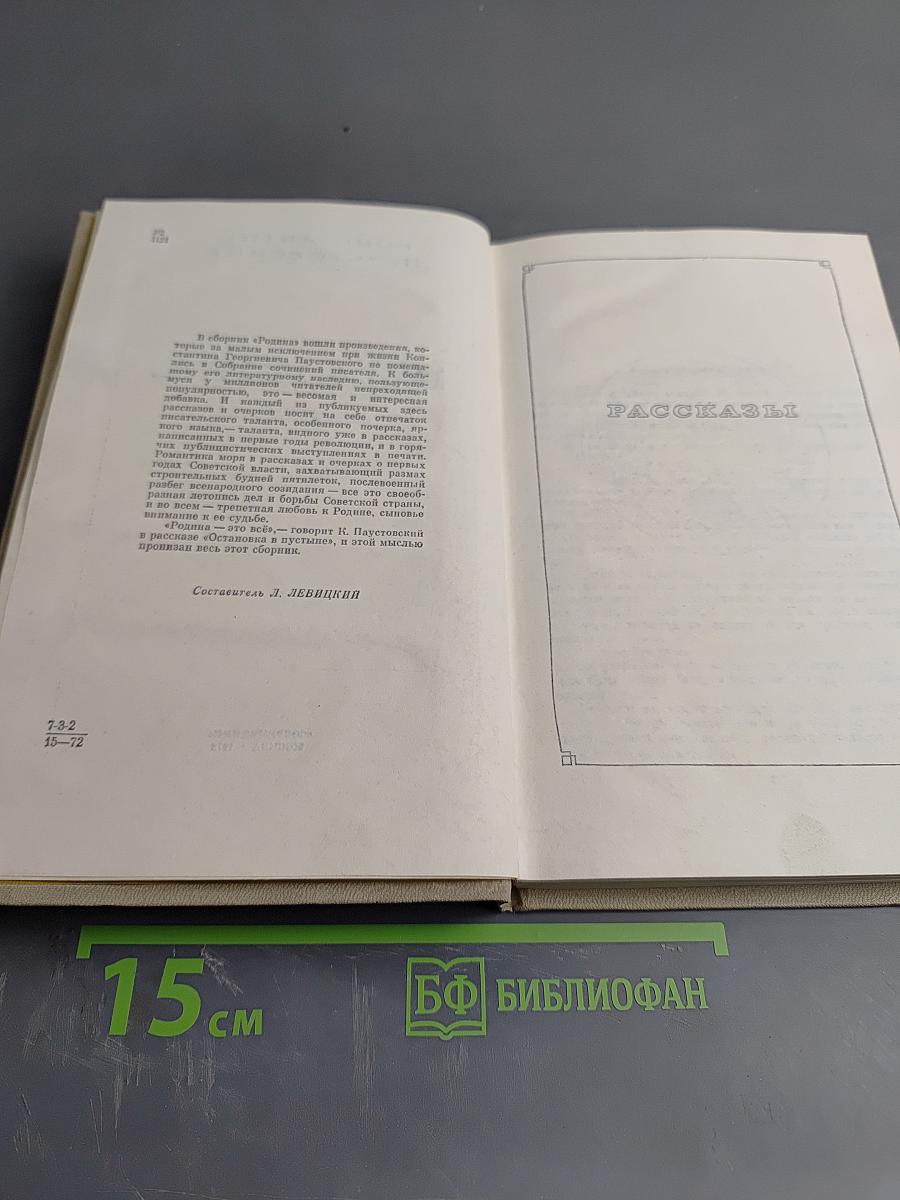 Р2
П21
В сборник «Родина» вошли произведения, ко-
торые за малым исключением при жизни Кон-
стантина Георгиевича Паустовского не помеща-
лись в Собрание сочинений писателя. К боль-
шому его литературному наследию, пользующе-
муся у миллионов читателей непреходящей
популярностью, это — весомая и интересная
добавка. И каждый из публикуемых здесь
рассказов и очерков носит на себе отпечаток
писательского таланта, особенного почерка, яр-
кого языка,— таланта, видного уже в рассказах,
написанных в первые годы революции, и в горя-
чих публицистических выступлениях в печати.
Романтика моря в рассказах и очерках о первых
годах Советской власти, захватывающий размах
строительных будней пятилеток, послевоенный
разбег всенародного созидания — все это своеоб-
разная летопись дел и борьбы Советской страны,
и во всем — трепетная любовь к Родине, сыновье
внимание к ее судьбе.
«Родина — это всё»,— говорит К. Паустовский
в рассказе «Остановка в пустыне», и этой мыслью
пронизан весь этот сборник.
Составитель Л. ЛЕВИЦКИЙ
7-3-2
15—72
РАССКАЗЫ
15 см
БФ БИБЛИОФАН